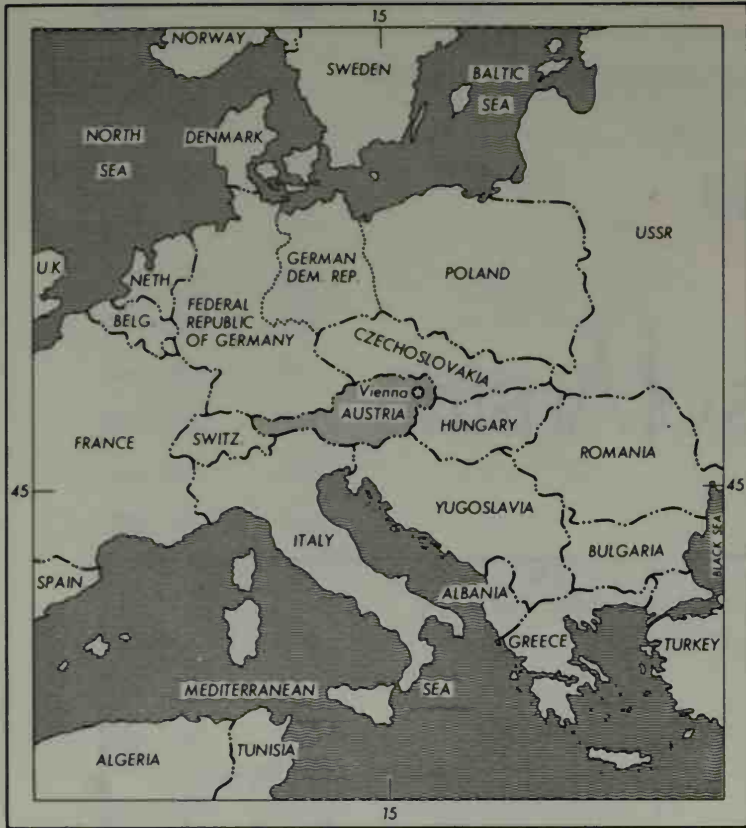 15
NORWAY
SWEDEN
BALTIC
SEA
NORTH
SEA
DENMARK
USSR
U K
NETH
GERMAN
DEM. REP.
POLAND
BELG.
FEDERAL
REPUBLIC
OF GERMANY
CZECHOSLOVAKIA
Vienna
AUSTRIA
FRANCE
SWITZ.
HUNGARY
ROMANIA
45
45
YUGOSLAVIA
ITALY
BULGARIA
BLACK SEA
SPAIN
ALBANIA
GREECE
TURKEY
MEDITERRANEAN
SEA
ALGERIA
TUNISIA
15